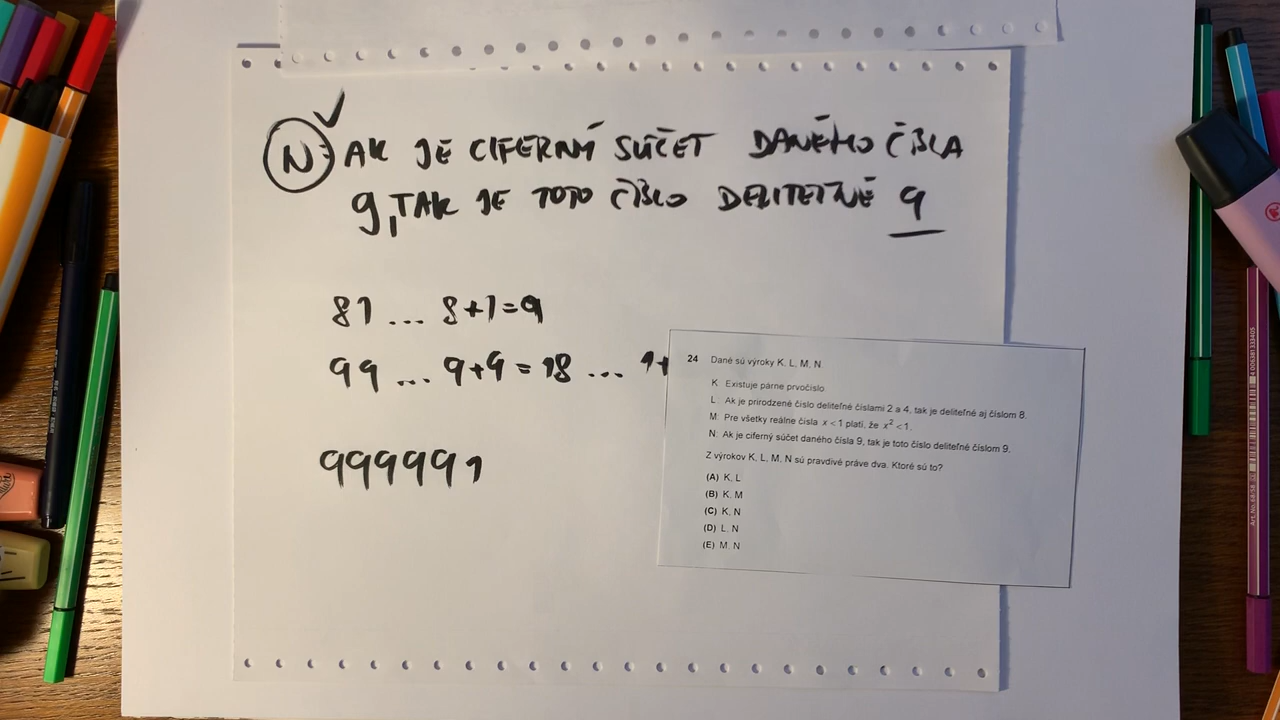 N: AK JE CIFERNÝ SÚČET DANÉHO ČÍSLA
9, TAK JE TOTO ČÍSLO DELITEĽNÉ 9
81 ... 8+1=9
99 ... 9+9=18 ... 1+
999991
24 Dané sú výroky K, L, M, N.
K: Existuje párne prvočíslo.
L: Ak je prirodzené číslo deliteľné číslami 2 a 4, tak je deliteľné aj číslom 8.
M: Pre všetky reálne čísla x < 1 platí, že x² < 1.
N: Ak je ciferný súčet daného čísla 9, tak je toto číslo deliteľné číslom 9.
Z výrokov K, L, M, N sú pravdivé práve dva. Ktoré sú to?
(A) K, L
(B) K, M
(C) K, N
(D) L, N
(E) M, N